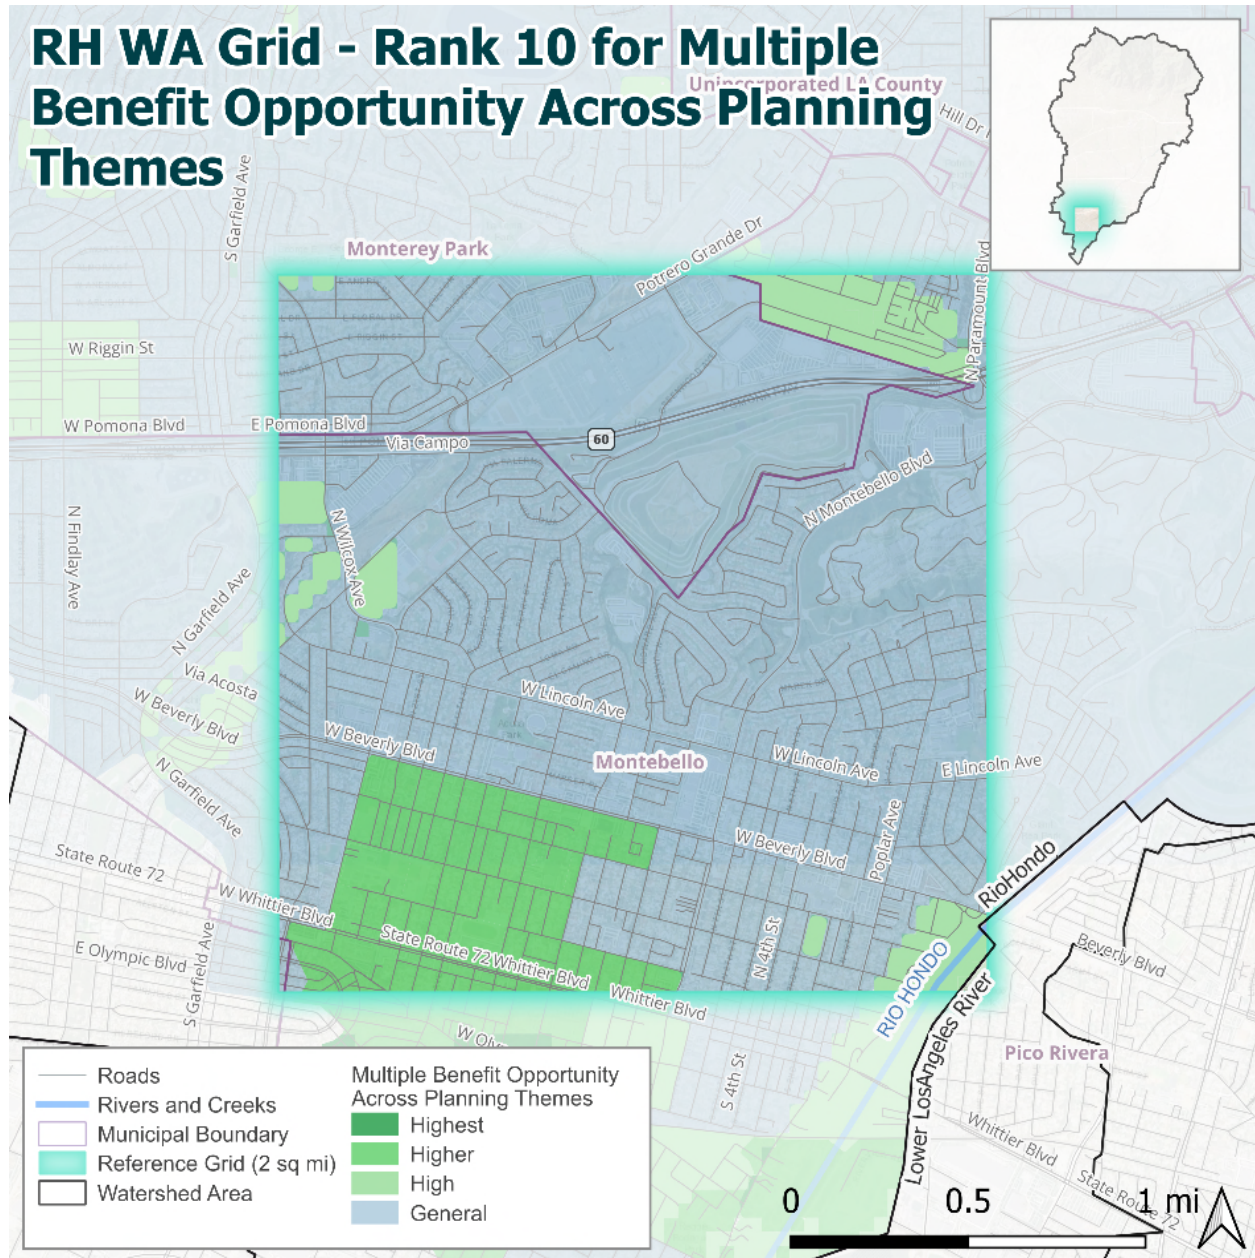 RH WA Grid - Rank 10 for Multiple
Benefit Opportunity Across Planning
Themes
Unincorporated LA County
Hill Dr
S Garfield Ave
Monterey Park
Potrero Grande Dr
N Paramount Blvd
W Riggin St
W Pomona Blvd
E Pomona Blvd
Via Campo
60
N Montebello Blvd
N Findlay Ave
N Wilcox Ave
N Garfield Ave
Via Acosta
W Beverly Blvd
W Lincoln Ave
W Beverly Blvd
Montebello
W Lincoln Ave
E Lincoln Ave
N Garfield Ave
W Beverly Blvd
Poplar Ave
State Route 72
W Whittier Blvd
RioHondo
E Olympic Blvd
S Garfield Ave
State Route 72
Whittier Blvd
N 4th St
RIO HONDO
Beverly Blvd
Whittier Blvd
Lower LosAngeles River
Pico Rivera
S 4th St
Whittier Blvd
State Route 72
Roads
Rivers and Creeks
Municipal Boundary
Reference Grid (2 sq mi)
Watershed Area
Multiple Benefit Opportunity
Across Planning Themes
Highest
Higher
High
General
0 0.5 1 mi